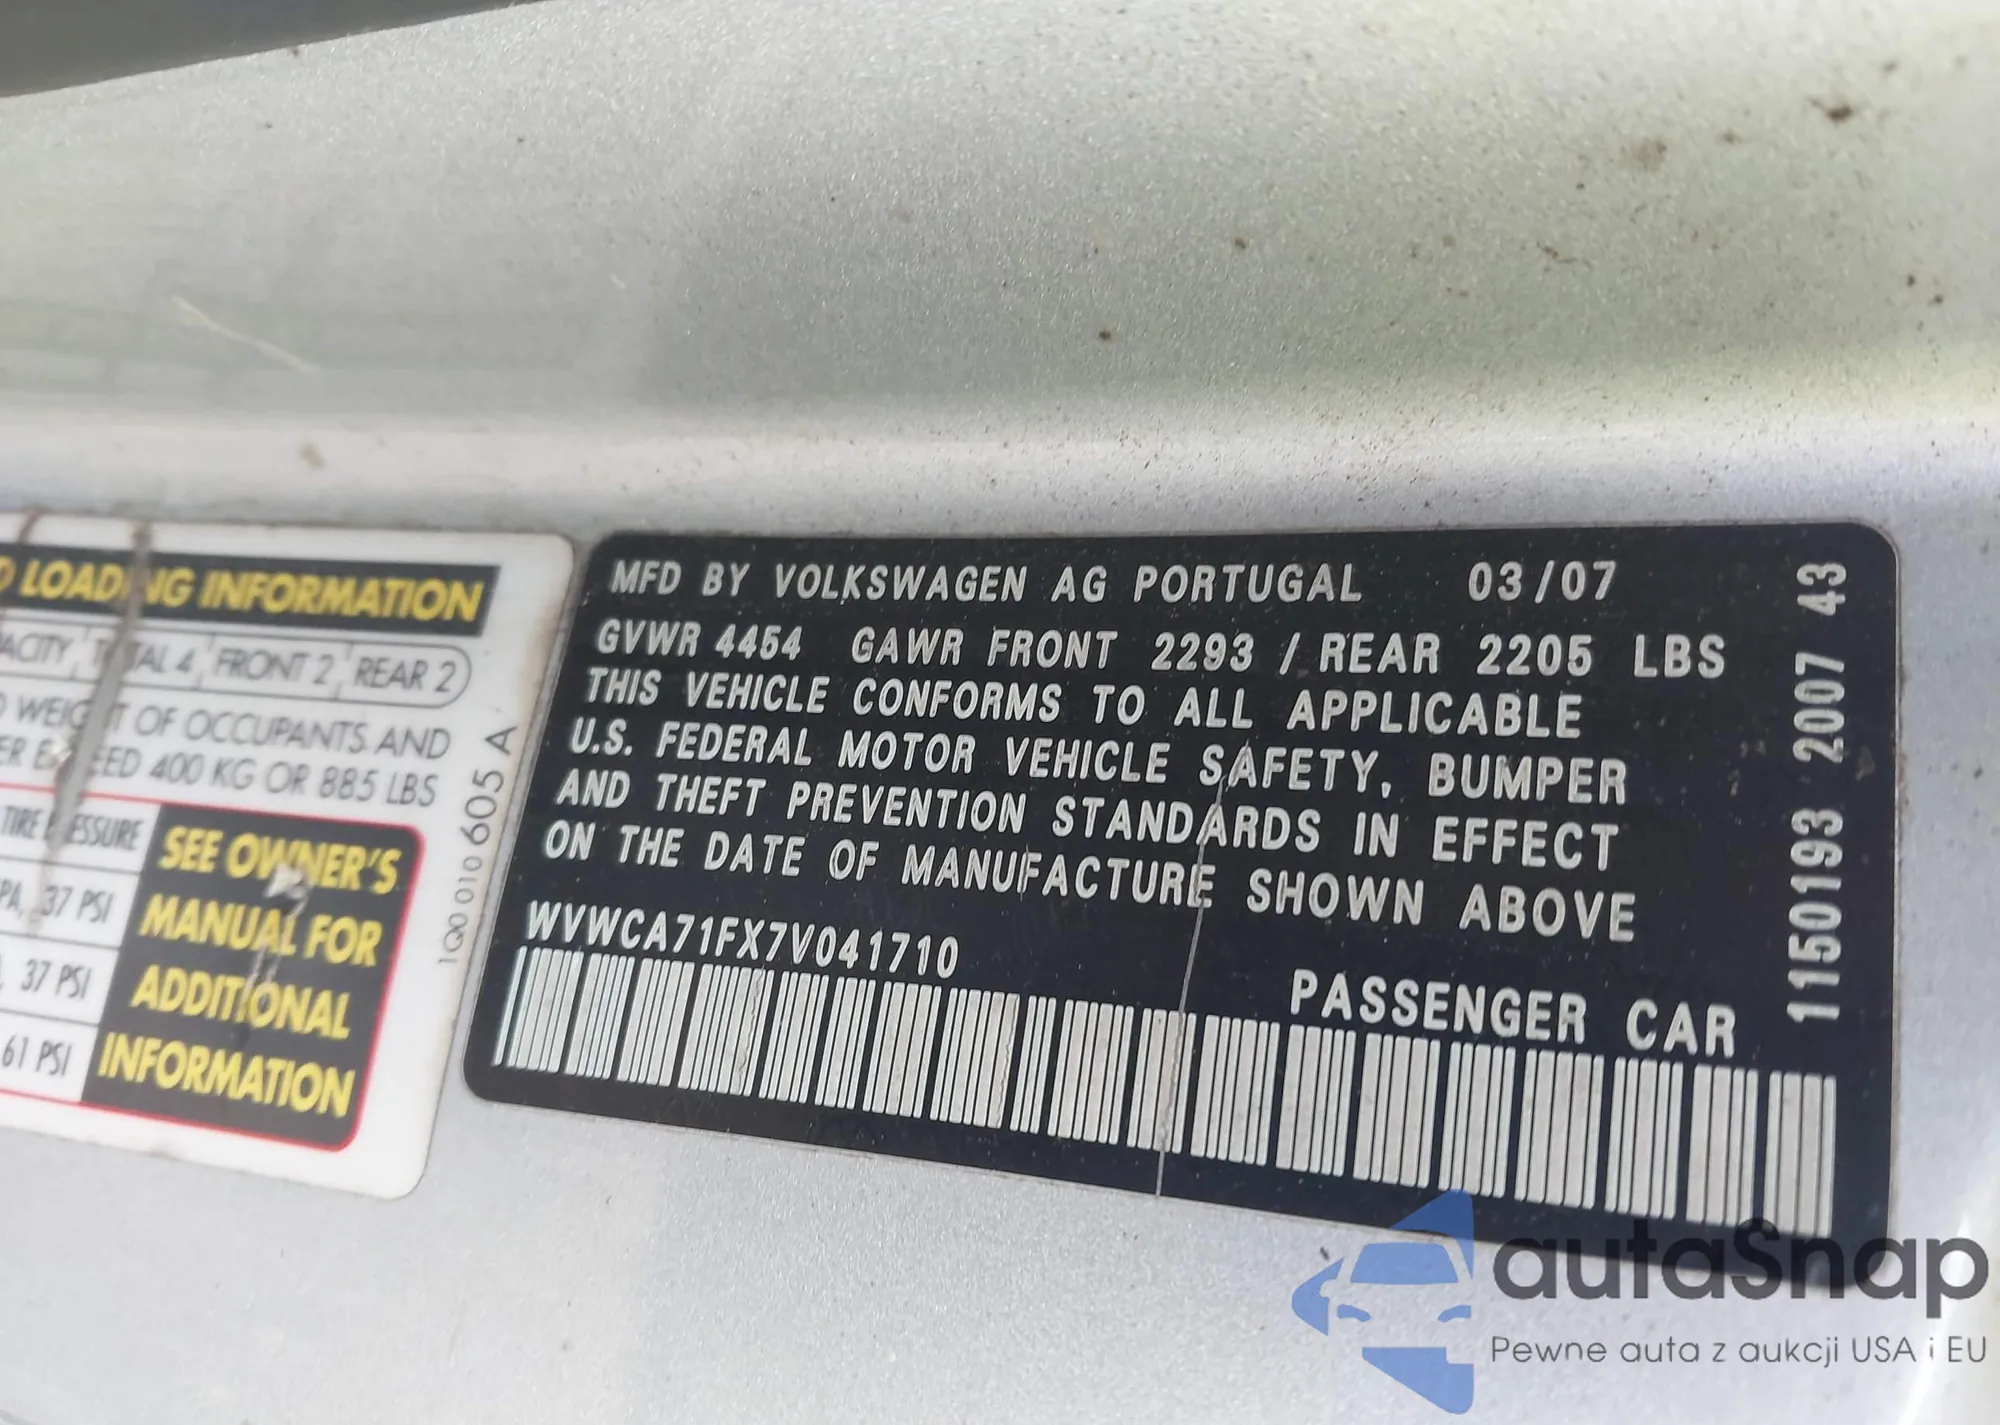 LOADING INFORMATION
TOTAL 4 FRONT 2 REAR 2
OF OCCUPANTS AND
400 KG OR 885 LBS
TIRE PRESSURE
37 PSI
37 PSI
61 PSI
SEE OWNER'S
MANUAL FOR
ADDITIONAL
INFORMATION
1Q0 010 605 A
MFD BY VOLKSWAGEN AG PORTUGAL 03/07
GVWR 4454 GAWR FRONT 2293 / REAR 2205 LBS
THIS VEHICLE CONFORMS TO ALL APPLICABLE
U.S. FEDERAL MOTOR VEHICLE SAFETY, BUMPER
AND THEFT PREVENTION STANDARDS IN EFFECT
ON THE DATE OF MANUFACTURE SHOWN ABOVE
WVWCA71FX7V041710
PASSENGER CAR
1150193 2007 43
autaSnap
Pewne auta z aukcji USA i EU